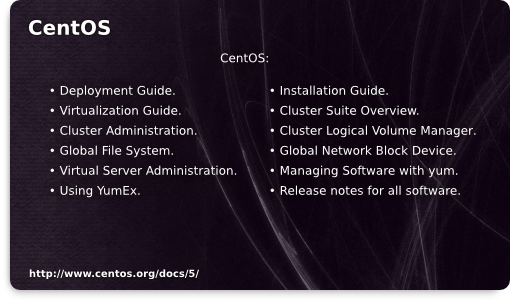 CentOS
CentOS:
• Deployment Guide.
• Virtualization Guide.
• Cluster Administration.
• Global File System.
• Virtual Server Administration.
• Using YumEx.
• Installation Guide.
• Cluster Suite Overview.
• Cluster Logical Volume Manager.
• Global Network Block Device.
• Managing Software with yum.
• Release notes for all software.
http://www.centos.org/docs/5/